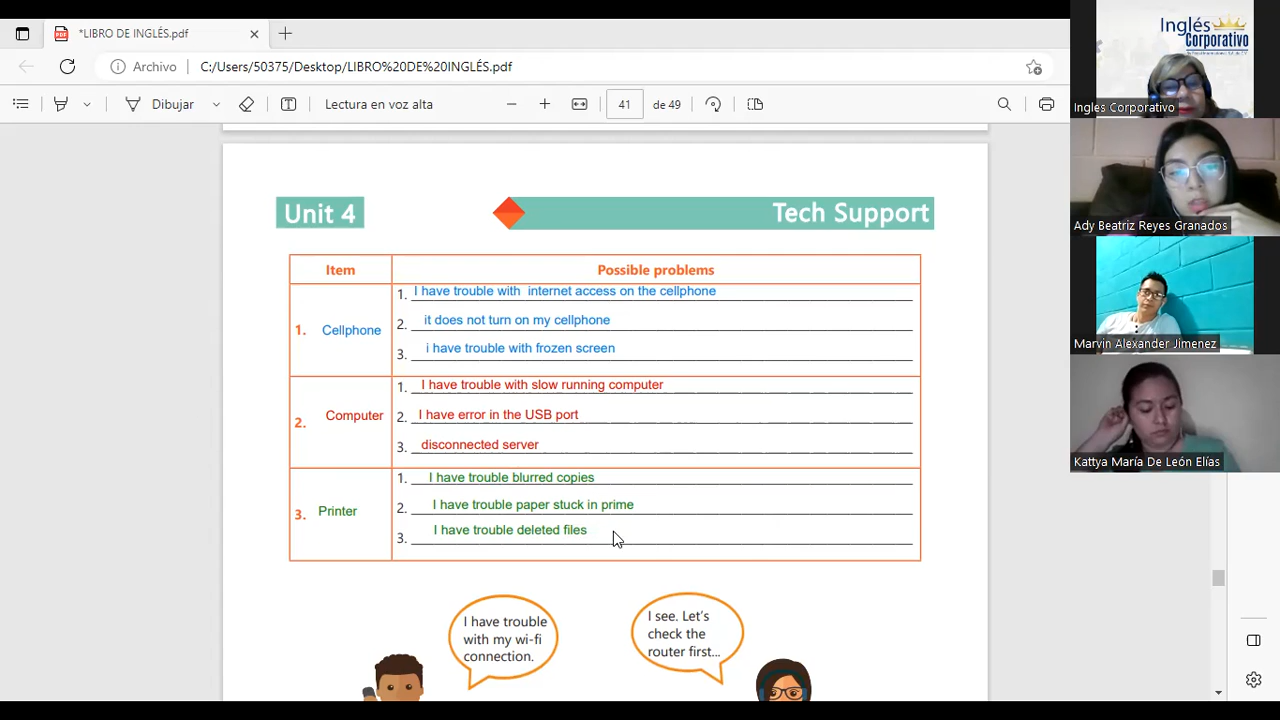 *LIBRO DE INGLÉS.pdf
Archivo
C:/Users/50375/Desktop/LIBRO%20DE%20INGLÉS.pdf
Dibujar
Lectura en voz alta
41
de 49
Unit 4
Tech Support
Item
Possible problems
1. Cellphone
1. I have trouble with internet access on the cellphone
2. it does not turn on my cellphone
3. i have trouble with frozen screen
2. Computer
1. I have trouble with slow running computer
2. I have error in the USB port
3. disconnected server
3. Printer
1. I have trouble blurred copies
2. I have trouble paper stuck in prime
3. I have trouble deleted files
I have trouble
with my wi-fi
connection.
I see. Let's
check the
router first...
Inglés
Corporativo
Ingles Corporativo
Ady Beatriz Reyes Granados
Marvin Alexander Jimenez
Kattya María De León Elías